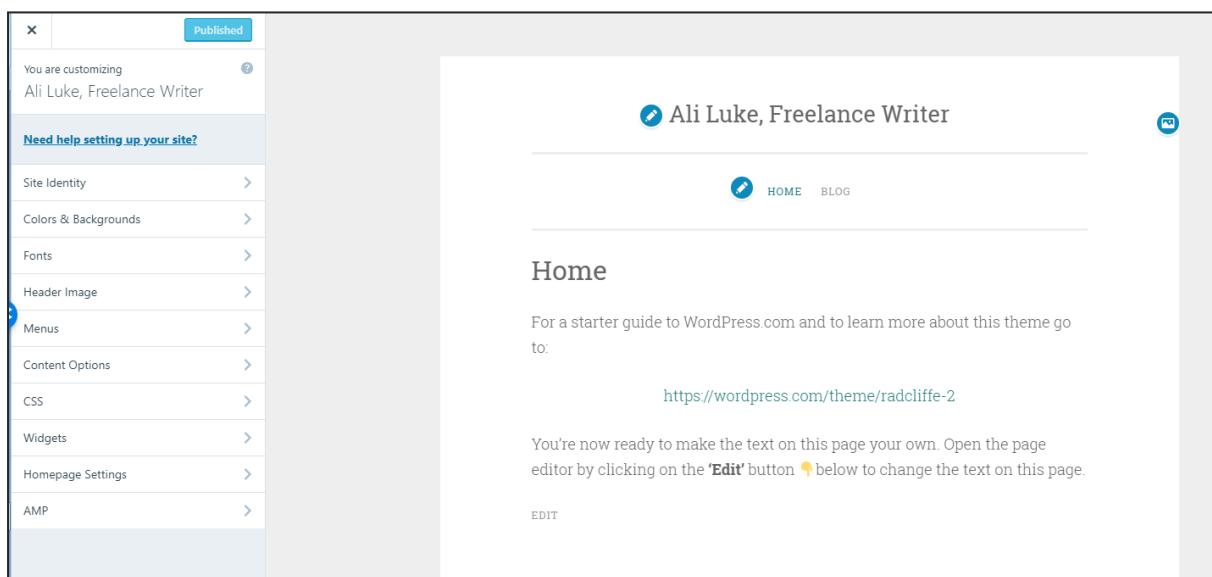 Published
You are customizing
Ali Luke, Freelance Writer
Need help setting up your site?
Site Identity
Colors & Backgrounds
Fonts
Header Image
Menus
Content Options
CSS
Widgets
Homepage Settings
AMP
Ali Luke, Freelance Writer
HOME BLOG
Home
For a starter guide to WordPress.com and to learn more about this theme go
to:
https://wordpress.com/theme/radcliffe-2
You're now ready to make the text on this page your own. Open the page
editor by clicking on the ‘Edit’ button 👇 below to change the text on this page.
EDIT